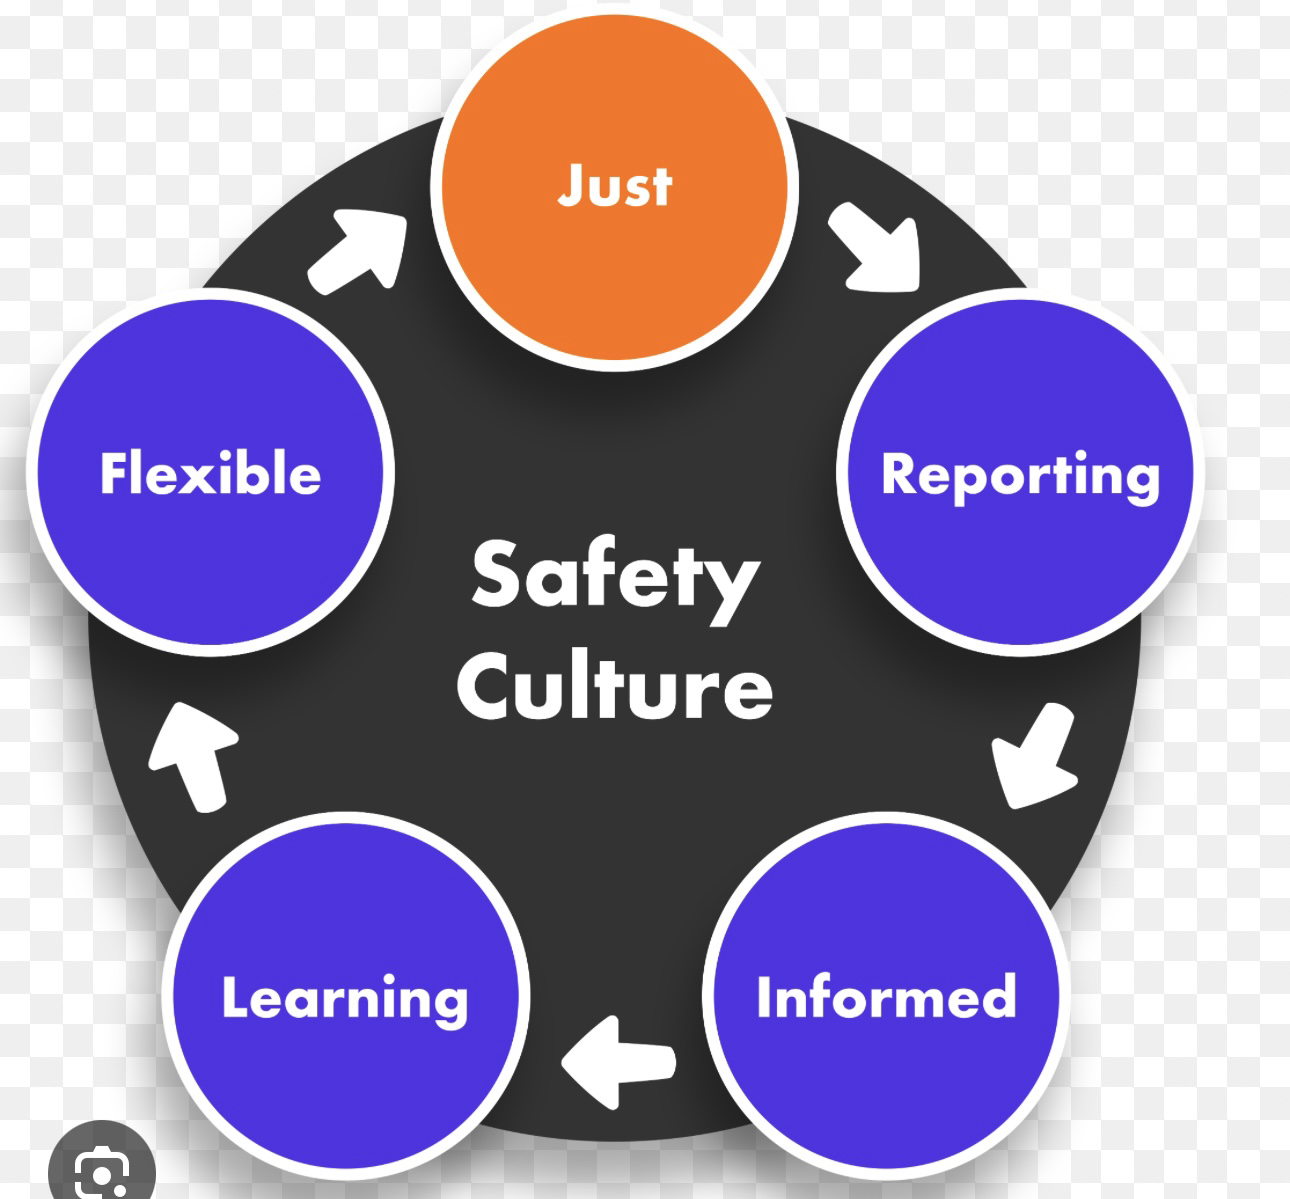 Just
Flexible
Reporting
Safety
Culture
Learning
Informed